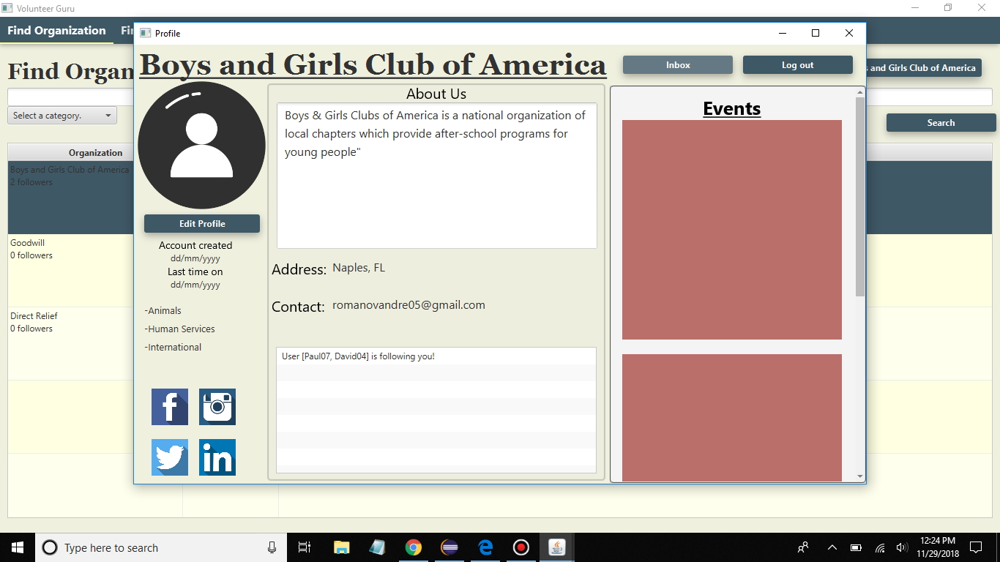 Volunteer Guru
Find Organization
Profile
Find Organ
Select a category.
Organization
Boys and Girls Club of America
2 followers
Goodwill
0 followers
Direct Relief
0 followers
Boys and Girls Club of America
Inbox
Log out
s and Girls Club of America
Search
Edit Profile
Account created
dd/mm/yyyy
Last time on
dd/mm/yyyy
-Animals
-Human Services
-International
About Us
Boys & Girls Clubs of America is a national organization of
local chapters which provide after-school programs for
young people"
Address: Naples, FL
Contact: romanovandre05@gmail.com
User [Paul07, David04] is following you!
Events
f
in
Type here to search
12:24 PM
11/29/2018